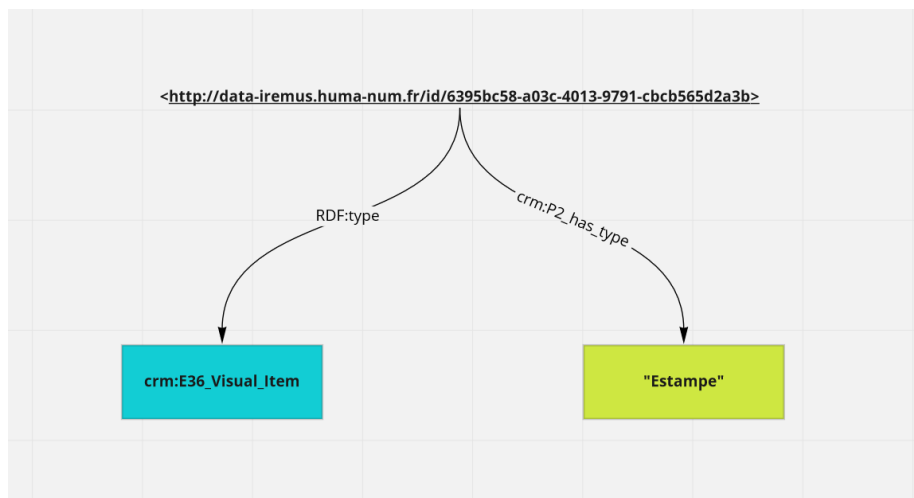 <http://data-iremus.huma-num.fr/id/6395bc58-a03c-4013-9791-cbcb565d2a3b>
RDF:type
crm:P2_has_type
crm:E36_Visual_Item
"Estampe"